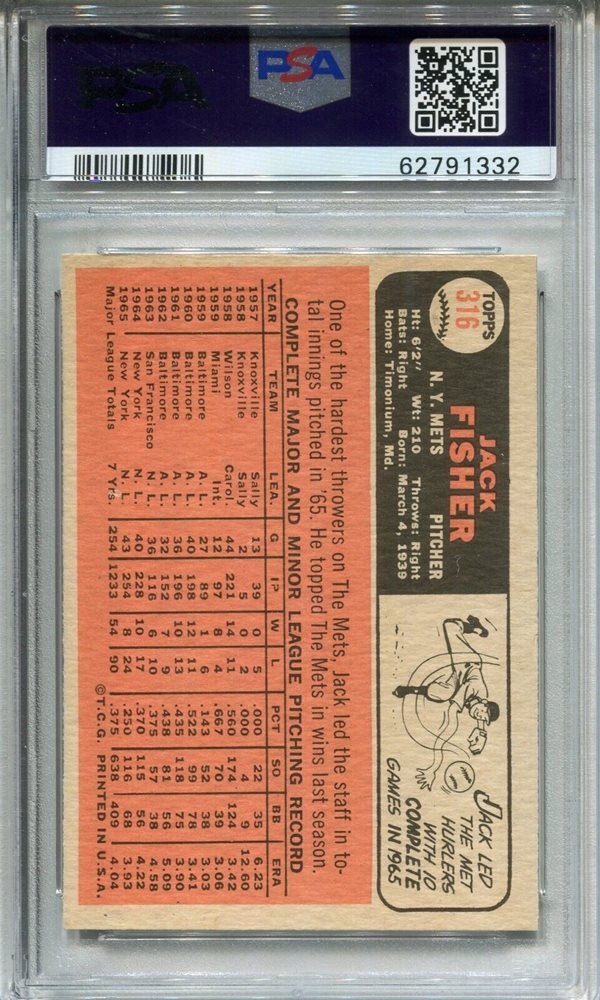 PSA
PSA
62791332
TOPPS
316
JACK
FISHER
N. Y. METS PITCHER
Ht: 6'2" Wt: 210 Throws: Right
Bats: Right Born: March 4, 1939
Home: Timonium, Md.
JACK LED
THE MET
HURLERS
WITH 10
COMPLETE
GAMES IN 1965
One of the hardest throwers on The Mets, Jack led the staff in to-
tal innings pitched in '65. He topped The Mets in wins last season.
COMPLETE MAJOR AND MINOR LEAGUE PITCHING RECORD
YEAR TEAM LEA. G IP W L PCT SO BB ERA
1957 Knoxville Sally 13 39 0 5 .000 22 35 6.23
1958 Knoxville Sally 2 5 0 2 .000 4 9 12.60
1958 Wilson Carol. 44 221 14 11 .560 174 124 3.42
1959 Miami Int. 12 97 8 4 .667 70 39 3.06
1959 Baltimore A. L. 27 89 1 6 .143 52 38 3.03
1960 Baltimore A. L. 40 198 12 11 .522 99 78 3.41
1961 Baltimore A. L. 36 196 10 13 .435 118 75 3.90
1962 Baltimore A. L. 32 152 7 9 .438 81 56 5.09
1963 San Francisco N. L. 36 116 6 10 .375 57 38 4.58
1964 New York N. L. 40 228 10 17 .370 115 56 4.22
1965 New York N. L. 43 254 8 24 .250 116 68 3.93
Major League Totals 7 Yrs. 254 1233 54 90 .375 638 409 4.04
©T.C.G. PRINTED IN U.S.A.